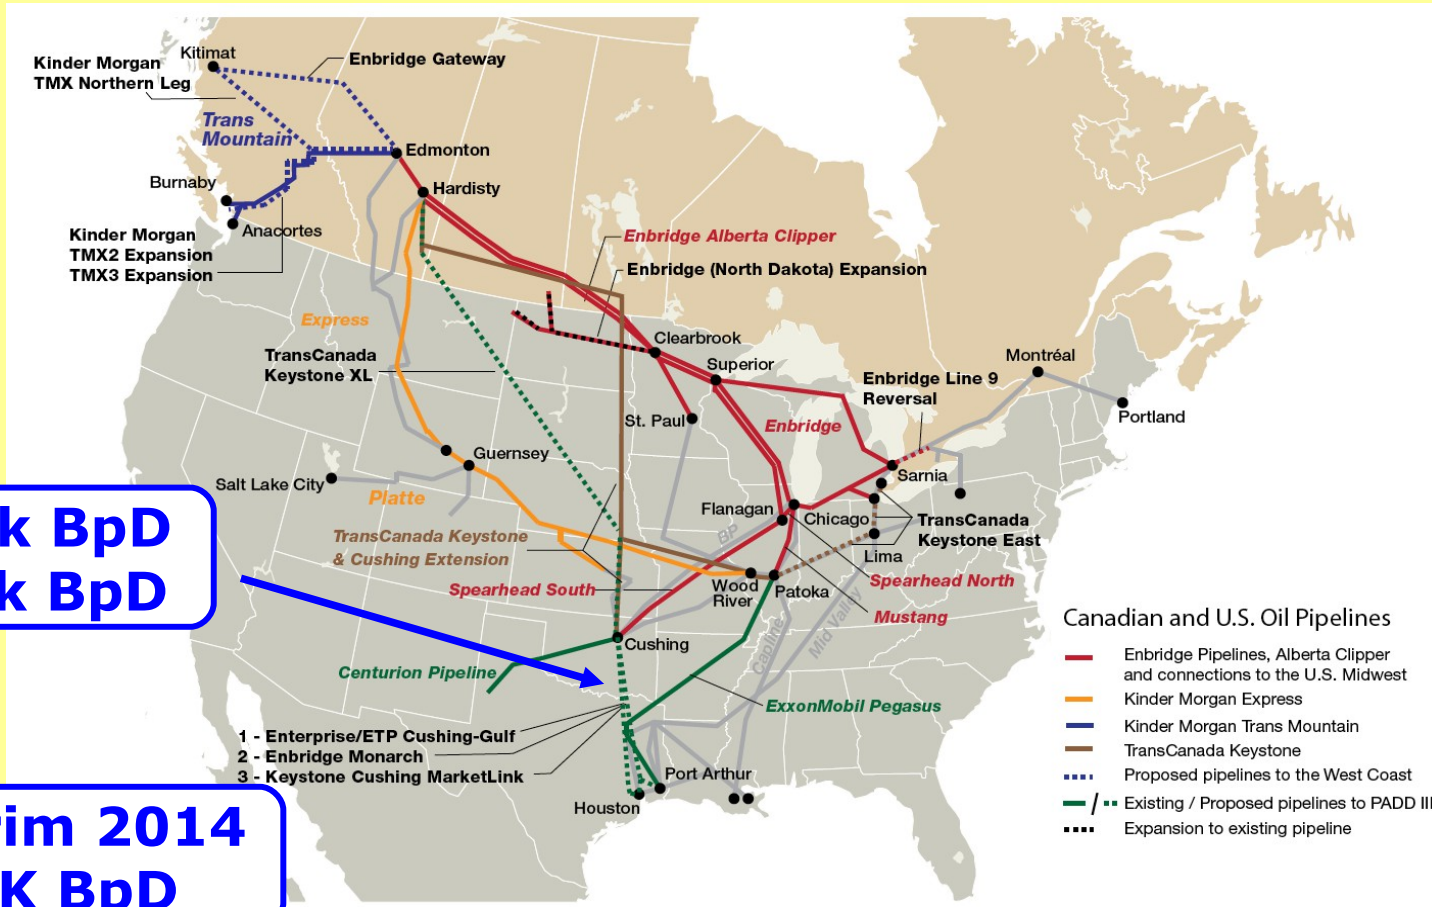 Kitimat
Kinder Morgan
TMX Northern Leg
Enbridge Gateway
Trans
Mountain
Edmonton
Burnaby
Hardisty
Anacortes
Kinder Morgan
TMX2 Expansion
TMX3 Expansion
Enbridge Alberta Clipper
Enbridge (North Dakota) Expansion
Express
TransCanada
Keystone XL
Clearbrook
Superior
Montréal
Enbridge Line 9
Reversal
Portland
St. Paul
Enbridge
Guernsey
Salt Lake City
Platte
Sarnia
Flanagan
Chicago
TransCanada
Keystone East
BP
Lima
TransCanada Keystone
& Cushing Extension
Spearhead South
Wood
River
Patoka
Spearhead North
Mustang
k BpD
k BpD
Cushing
Capline
Mid Valley
Centurion Pipeline
ExxonMobil Pegasus
1 - Enterprise/ETP Cushing-Gulf
2 - Enbridge Monarch
3 - Keystone Cushing MarketLink
Port Arthur
Houston
rim 2014
K BpD
Canadian and U.S. Oil Pipelines
Enbridge Pipelines, Alberta Clipper
and connections to the U.S. Midwest
Kinder Morgan Express
Kinder Morgan Trans Mountain
TransCanada Keystone
Proposed pipelines to the West Coast
/ Existing / Proposed pipelines to PADD III
Expansion to existing pipeline